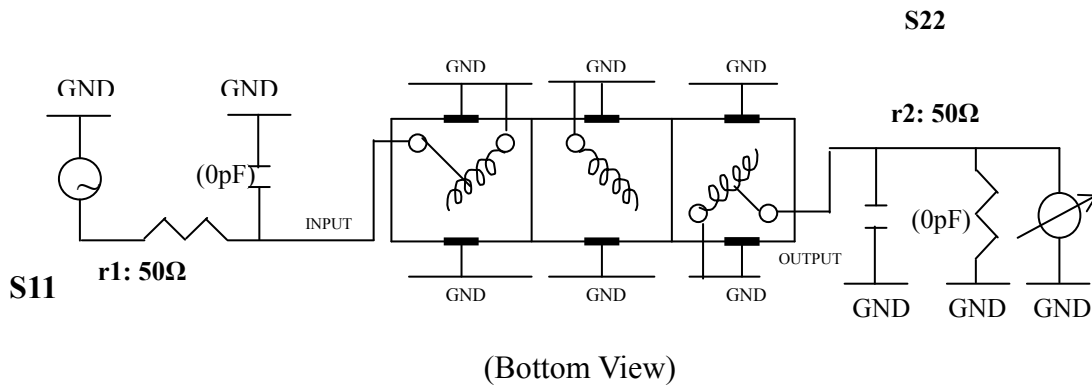 S22
GND
GND
GND
GND
GND
r2: 50Ω
(0pF)
(0pF)
INPUT
r1: 50Ω
OUTPUT
S11
GND
GND
GND
GND
GND
GND
(Bottom View)